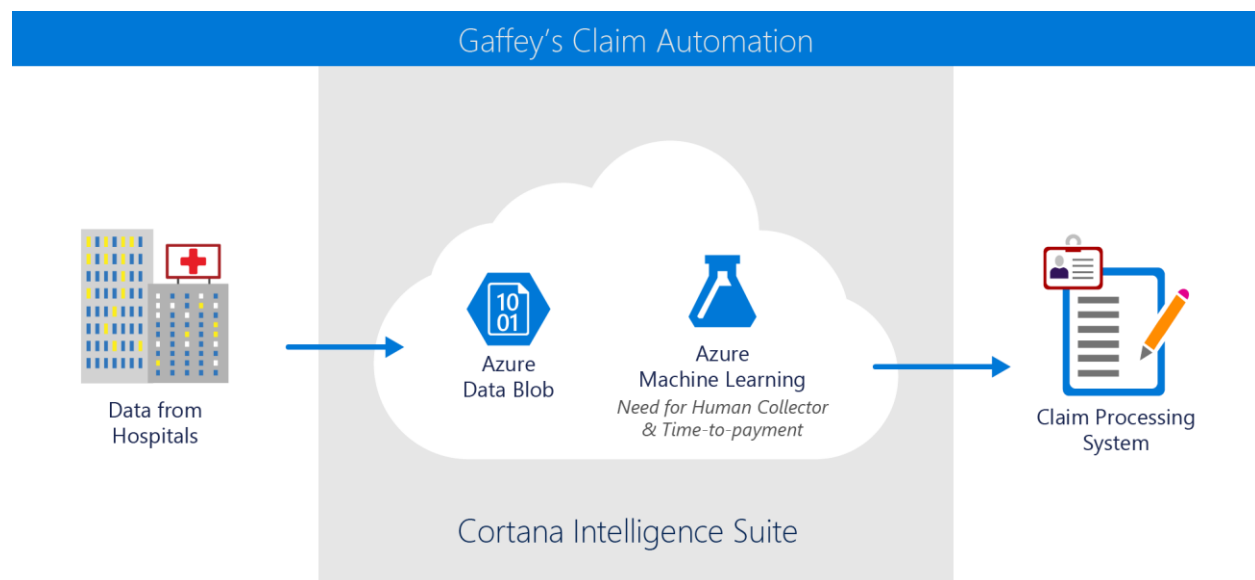 Gaffey's Claim Automation
Data from
Hospitals
10
01
Azure
Data Blob
Azure
Machine Learning
Need for Human Collector
& Time-to-payment
Claim Processing
System
Cortana Intelligence Suite